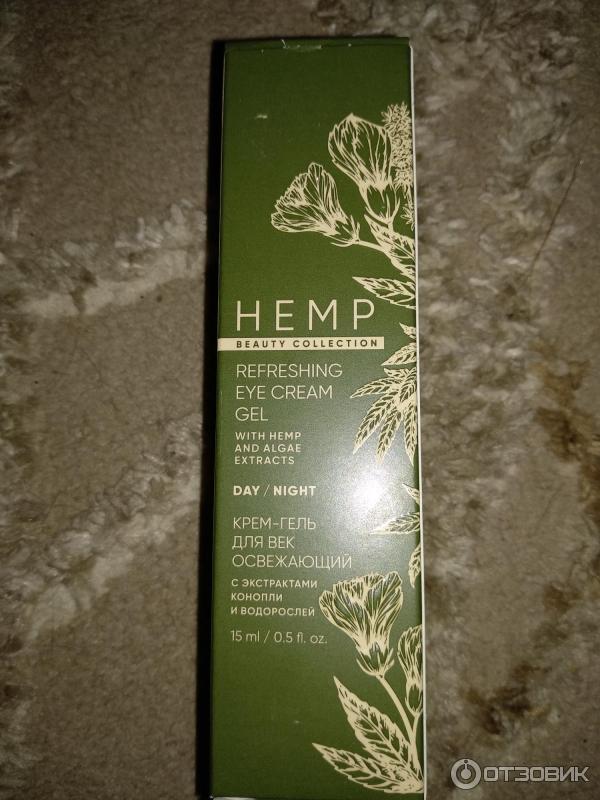 HEMP
BEAUTY COLLECTION
REFRESHING
EYE CREAM
GEL
WITH HEMP
AND ALGAE
EXTRACTS
DAY / NIGHT
КРЕМ-ГЕЛЬ
ДЛЯ ВЕК
ОСВЕЖАЮЩИЙ
С ЭКСТРАКТАМИ
КОНОПЛИ
И ВОДОРОСЛЕЙ
15 ml / 0.5 fl. oz.
ОТЗОВИК